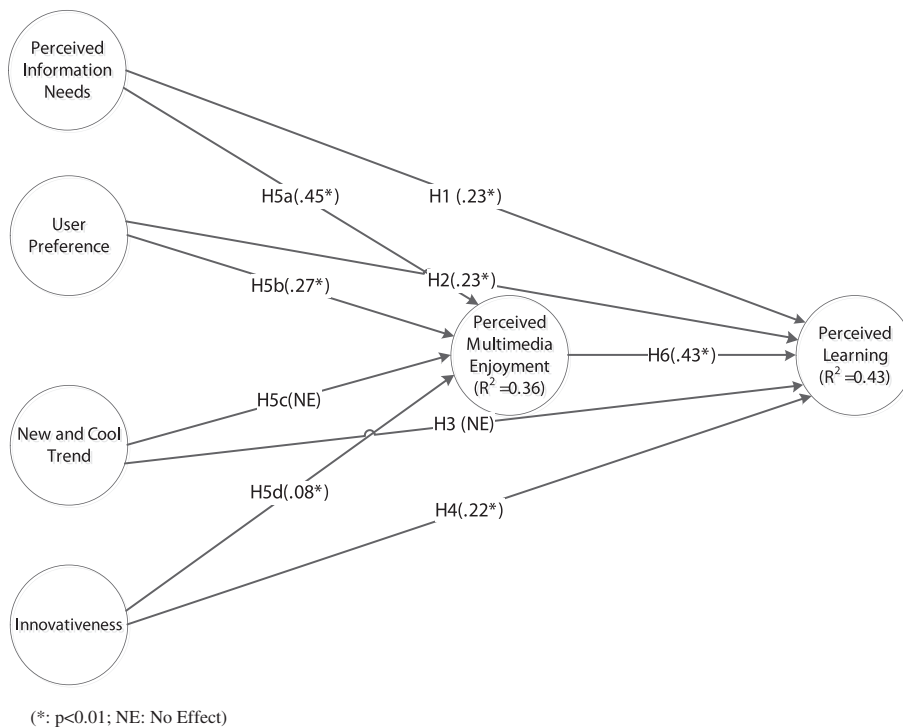 Perceived
Information
Needs
H5a(.45*)
H1 (.23*)
User
Preference
H2(.23*)
H5b(.27*)
Perceived
Multimedia
Enjoyment
(R² =0.36)
H6(.43*)
Perceived
Learning
(R² =0.43)
H5c(NE)
H3 (NE)
New and Cool
Trend
H5d(.08*)
H4(.22*)
Innovativeness
(*: p<0.01; NE: No Effect)